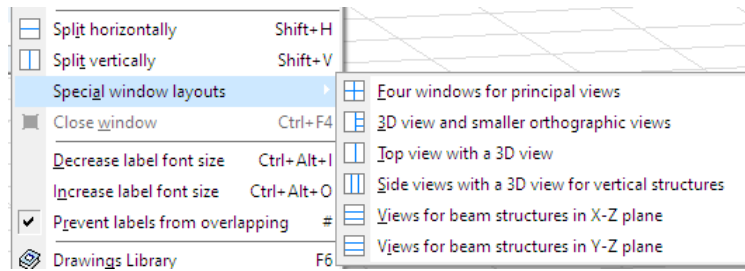 Split horizontally Shift+H
Split vertically Shift+V
Special window layouts
Close window Ctrl+F4
Decrease label font size Ctrl+Alt+I
Increase label font size Ctrl+Alt+O
Prevent labels from overlapping #
Drawings Library F6
Four windows for principal views
3D view and smaller orthographic views
Top view with a 3D view
Side views with a 3D view for vertical structures
Views for beam structures in X-Z plane
Views for beam structures in Y-Z plane